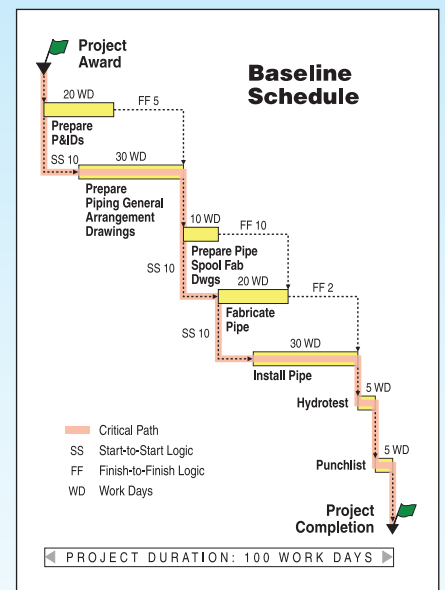 Project
Award
Baseline
Schedule
20 WD
FF 5
Prepare
P&IDs
SS 10
30 WD
Prepare
Piping General
Arrangement
Drawings
10 WD
FF 10
Prepare Pipe
Spool Fab
Dwgs
SS 10
20 WD
FF 2
Fabricate
Pipe
SS 10
30 WD
Install Pipe
5 WD
Hydrotest
5 WD
Punchlist
Critical Path
SS Start-to-Start Logic
FF Finish-to-Finish Logic
WD Work Days
Project
Completion
PROJECT DURATION: 100 WORK DAYS